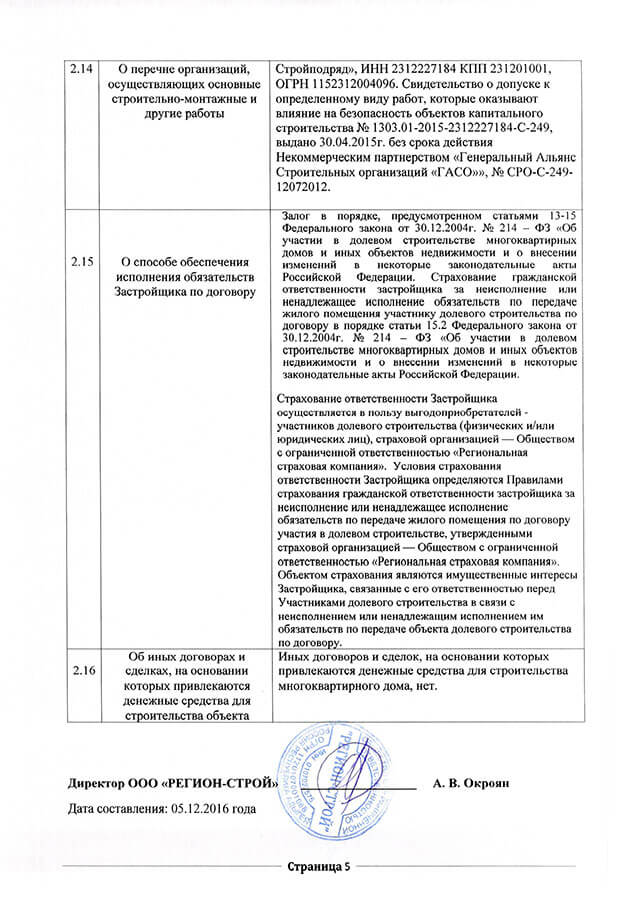 2.14
О перечне организаций,
осуществляющих основные
строительно-монтажные и
другие работы
Стройподряд», ИНН 2312227184 КПП 231201001,
ОГРН 1152312004096. Свидетельство о допуске к
определенному виду работ, которые оказывают
влияние на безопасность объектов капитального
строительства № 1303.01-2015-2312227184-С-249,
выдано 30.04.2015г. без срока действия
Некоммерческим партнерством «Генеральный Альянс
Строительных организаций «ГАСО»», № СРО-С-249-
12072012.
2.15
О способе обеспечения
исполнения обязательств
Застройщика по договору
Залог в порядке, предусмотренном статьями 13-15
Федерального закона от 30.12.2004г. № 214 – ФЗ «Об
участии в долевом строительстве многоквартирных
домов и иных объектов недвижимости и о внесении
изменений в некоторые законодательные акты
Российской Федерации. Страхование гражданской
ответственности застройщика за неисполнение или
ненадлежащее исполнение обязательств по передаче
жилого помещения участнику долевого строительства по
договору в порядке статьи 15.2 Федерального закона от
30.12.2004г. № 214 – ФЗ «Об участии в долевом
строительстве многоквартирных домов и иных объектов
недвижимости и о внесении изменений в некоторые
законодательные акты Российской Федерации.
Страхование ответственности Застройщика
осуществляется в пользу выгодоприобретателей -
участников долевого строительства (физических и/или
юридических лиц), страховой организацией — Обществом
с ограниченной ответственностью «Региональная
страховая компания». Условия страхования
ответственности Застройщика определяются Правилами
страхования гражданской ответственности застройщика за
неисполнение или ненадлежащее исполнение
обязательств по передаче жилого помещения по договору
участия в долевом строительстве, утвержденными
страховой организацией — Обществом с ограниченной
ответственностью «Региональная страховая компания».
Объектом страхования являются имущественные интересы
Застройщика, связанные с его ответственностью перед
Участниками долевого строительства в связи с
неисполнением или ненадлежащим исполнением им
обязательств по передаче объекта долевого строительства
по договору.
2.16
Об иных договорах и
сделках, на основании
которых привлекаются
денежные средства для
строительства объекта
Иных договоров и сделок, на основании которых
привлекаются денежные средства для строительства
многоквартирного дома, нет.
Директор ООО «РЕГИОН-СТРОЙ»
А. В. Окроян
"РЕГИОН-СТРОЙ"
Дата составления: 05.12.2016 года
Страница 5